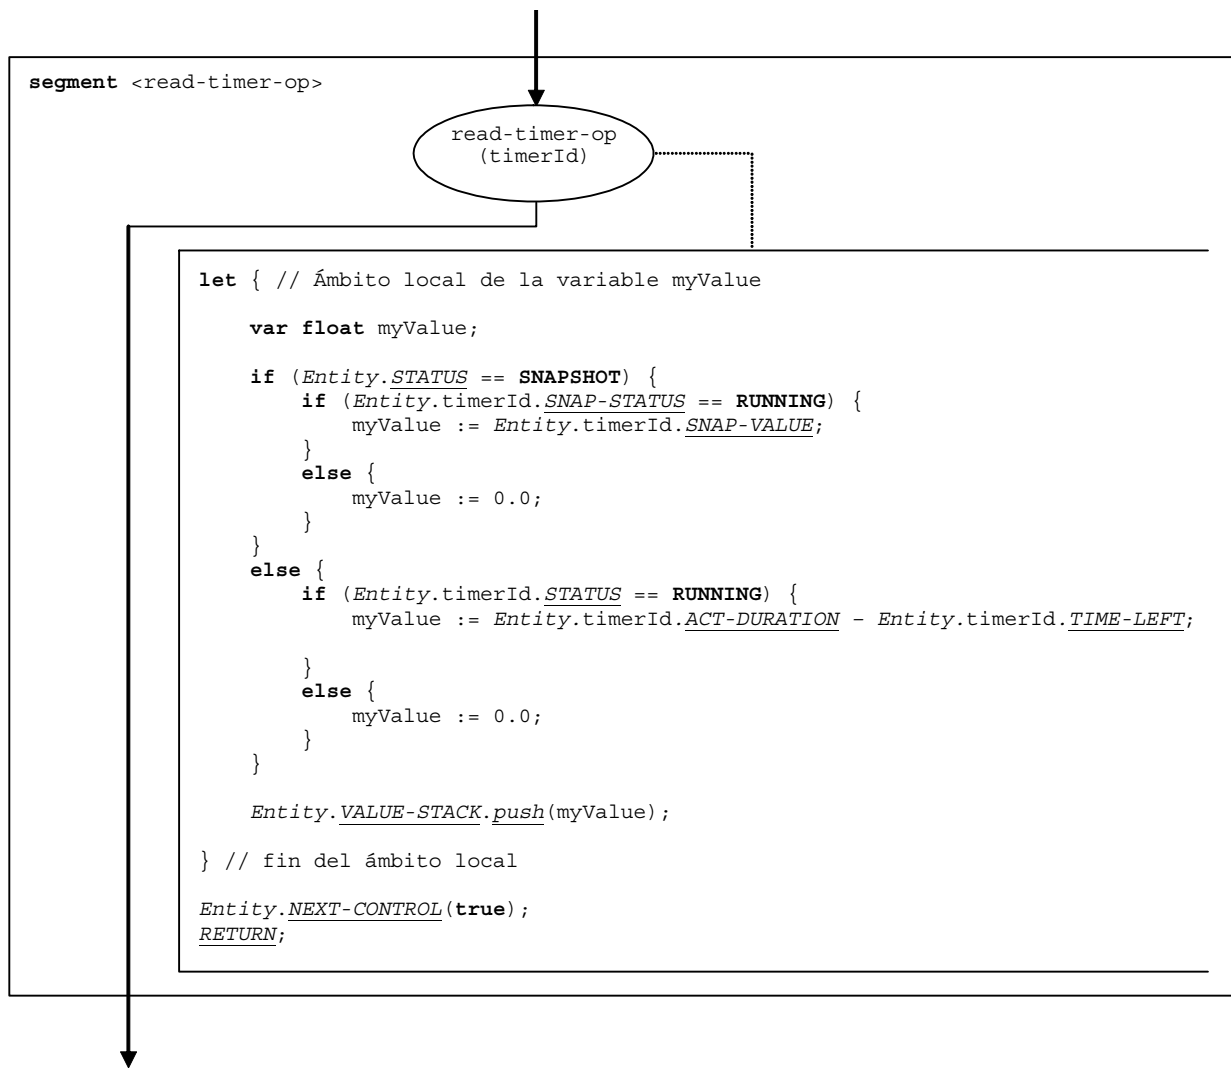 segment <read-timer-op>
read-timer-op
(timerId)
let { // Ámbito local de la variable myValue
var float myValue;
if (Entity.STATUS == SNAPSHOT) {
if (Entity.timerId.SNAP-STATUS == RUNNING) {
myValue := Entity.timerId.SNAP-VALUE;
}
else {
myValue := 0.0;
}
}
else {
if (Entity.timerId.STATUS == RUNNING) {
myValue := Entity.timerId.ACT-DURATION – Entity.timerId.TIME-LEFT;
}
else {
myValue := 0.0;
}
}
Entity.VALUE-STACK.push(myValue);
} // fin del ámbito local
Entity.NEXT-CONTROL(true);
RETURN;